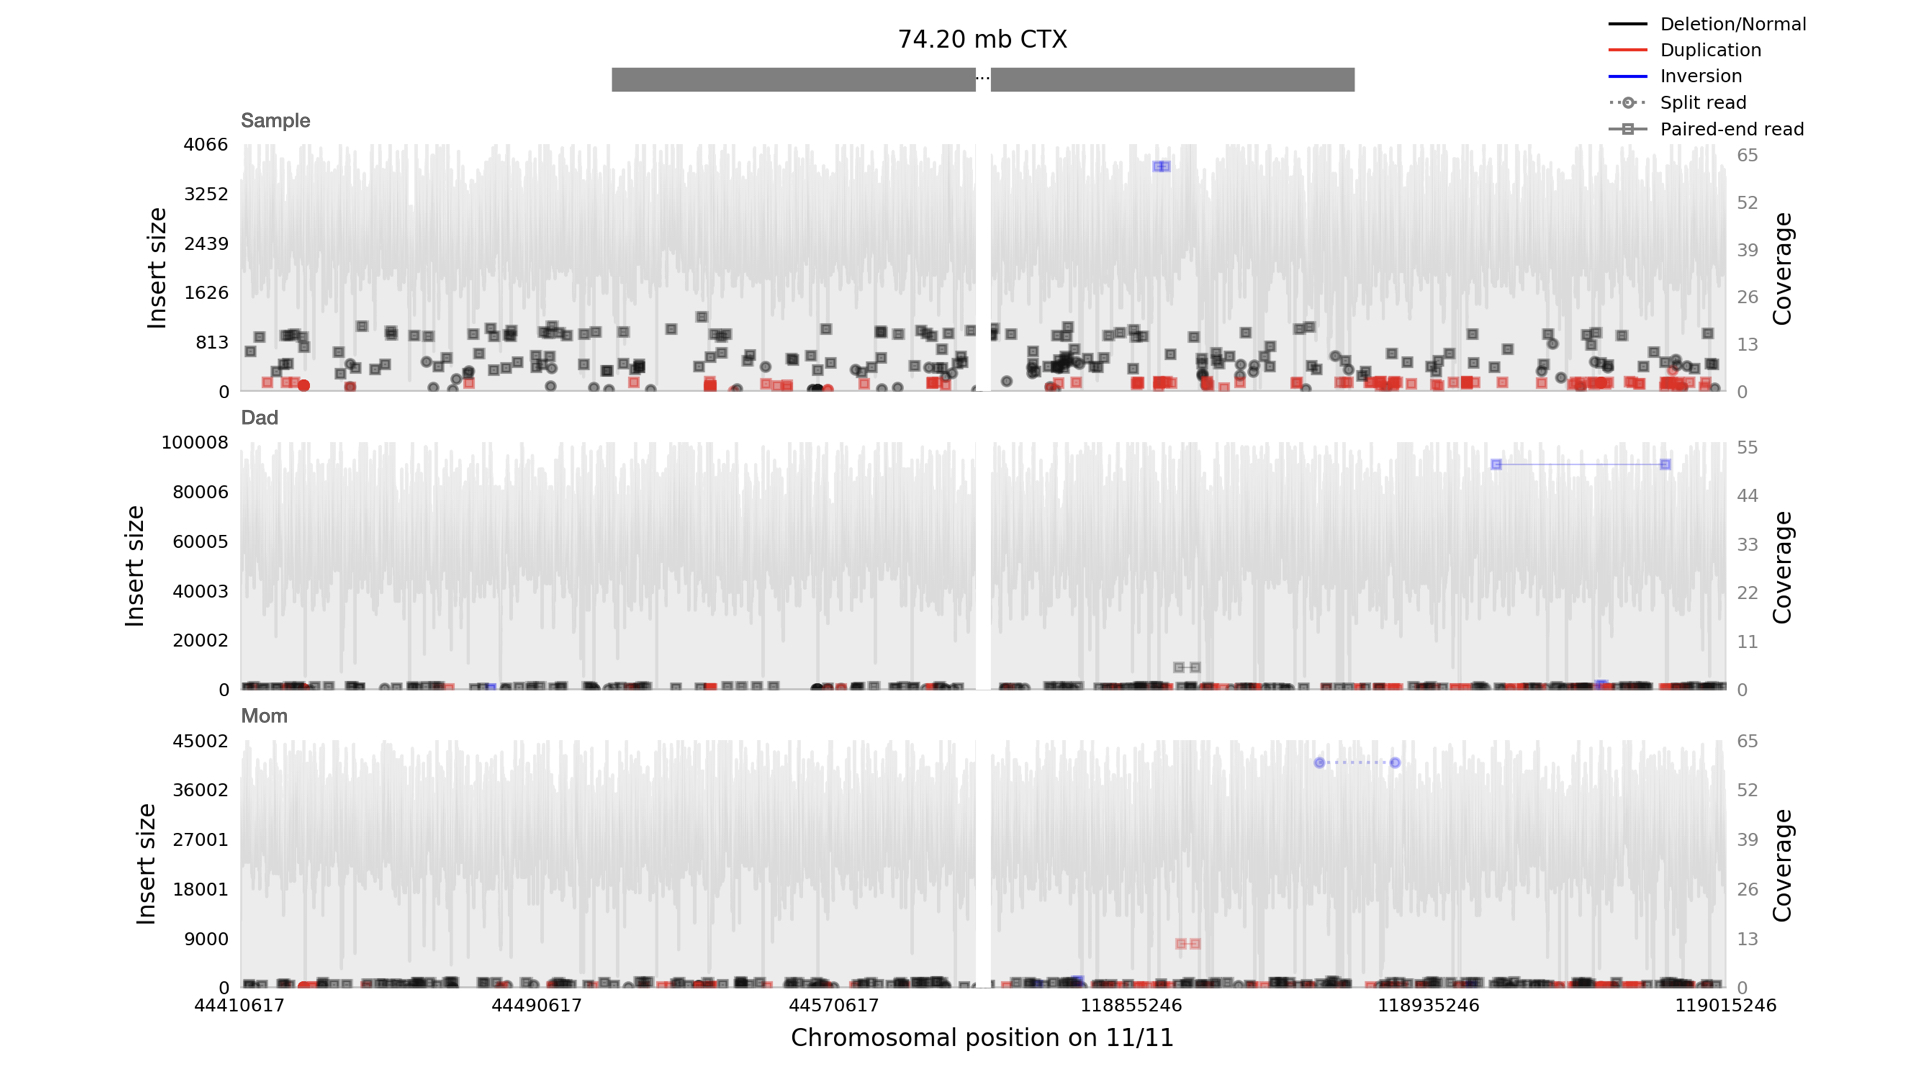 74.20 mb CTX
...
Deletion/Normal
Duplication
Inversion
Split read
Paired-end read
Sample
4066
3252
2439
1626
813
0
Insert size
65
52
39
26
13
0
Coverage
Dad
100008
80006
60005
40003
20002
0
Insert size
55
44
33
22
11
0
Coverage
Mom
45002
36002
27001
18001
9000
0
Insert size
65
52
39
26
13
0
Coverage
44410617 44490617 44570617 118855246 118935246 119015246
Chromosomal position on 11/11